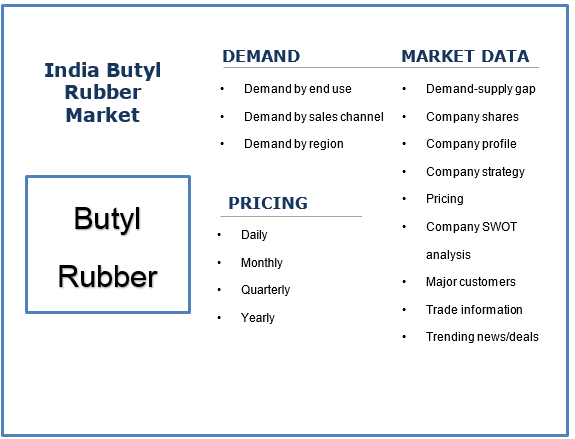 India Butyl
Rubber
Market
Butyl
Rubber
DEMAND
• Demand by end use
• Demand by sales channel
• Demand by region
PRICING
• Daily
• Monthly
• Quarterly
• Yearly
MARKET DATA
• Demand-supply gap
• Company shares
• Company profile
• Company strategy
• Pricing
• Company SWOT
analysis
• Major customers
• Trade information
• Trending news/deals